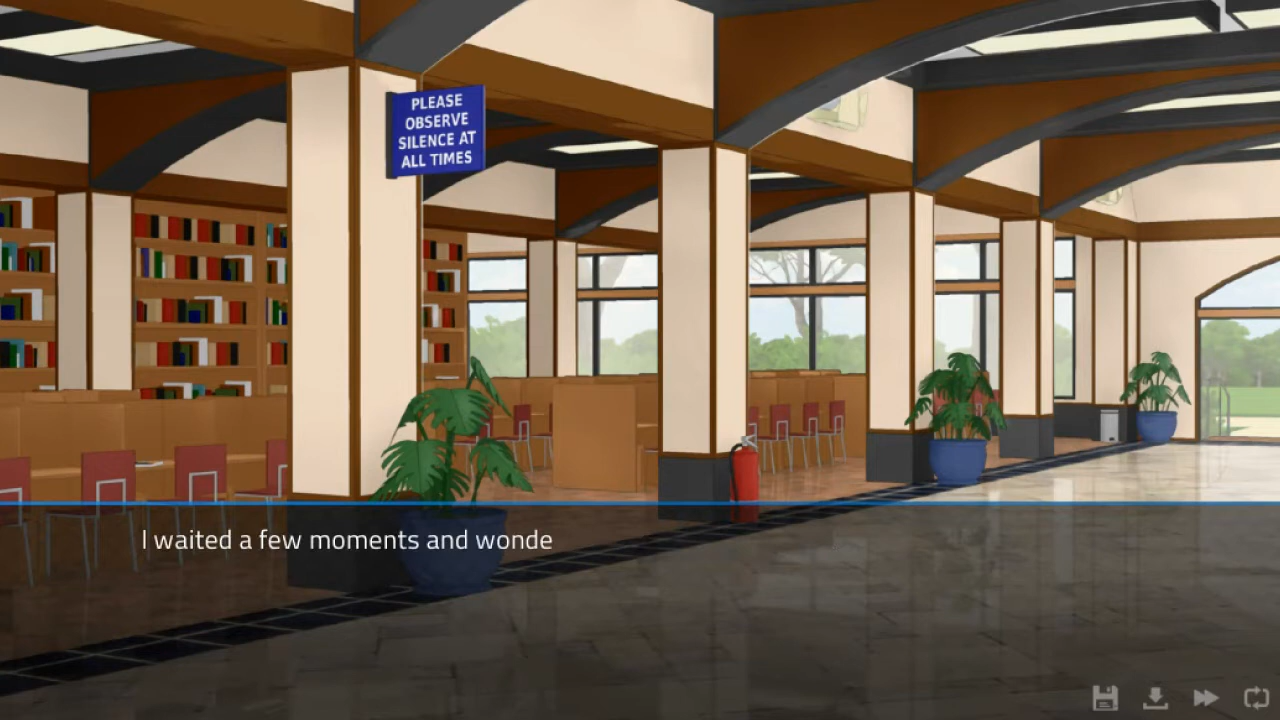 PLEASE
OBSERVE
SILENCE AT
ALL TIMES
I waited a few moments and wonde